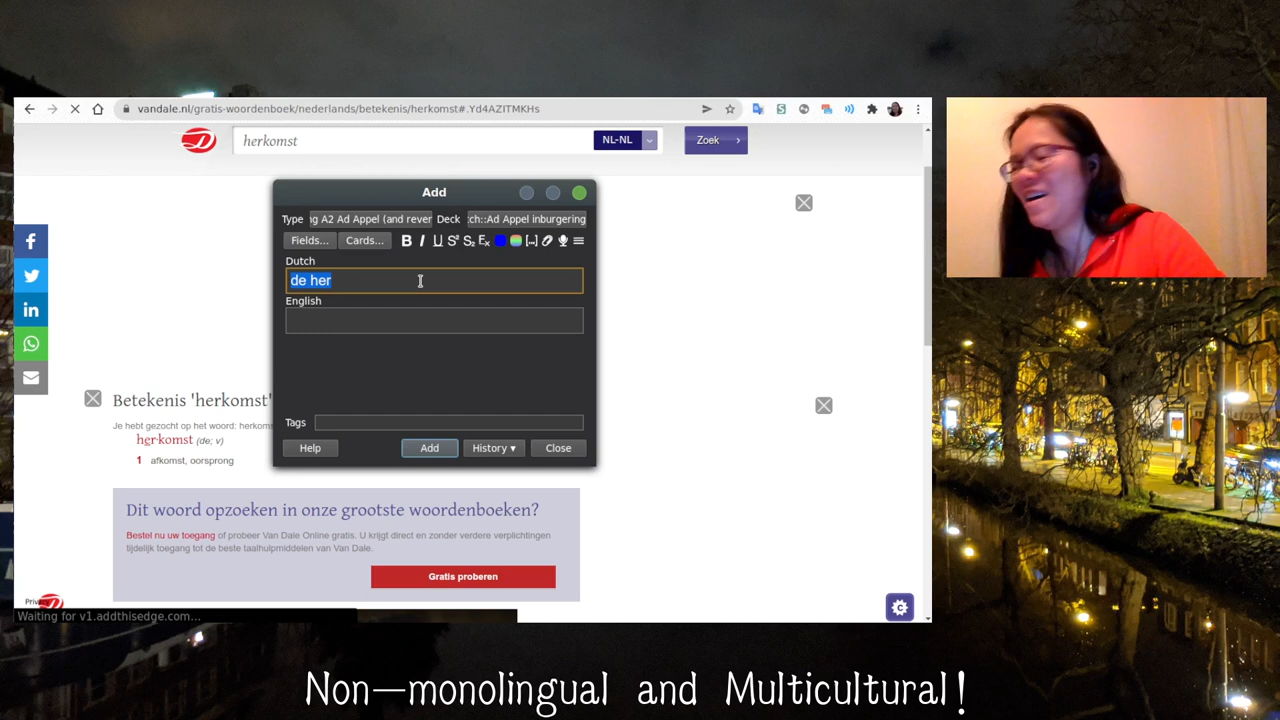 vandale.nl/gratis-woordenboek/nederlands/betekenis/herkomst#.Yd4AZITMKHs
herkomst
NL-NL
Zoek
Add
Type
ng A2 Ad Appel (and rever
Deck
ch::Ad Appel inburgering
Fields...
Cards...
Dutch
de her
English
Tags
Help
Add
History
Close
Betekenis 'herkomst'
Je hebt gezocht op het woord: herkoms
her·komst (de; v)
1 afkomst, oorsprong
Dit woord opzoeken in onze grootste woordenboeken?
Bestel nu uw toegang of probeer Van Dale Online gratis. U krijgt direct en zonder verdere verplichtingen
tijdelijk toegang tot de beste taalhulpmiddelen van Van Dale.
Gratis proberen
Waiting for v1.addthisedge.com...
Non-monolingual and Multicultural!